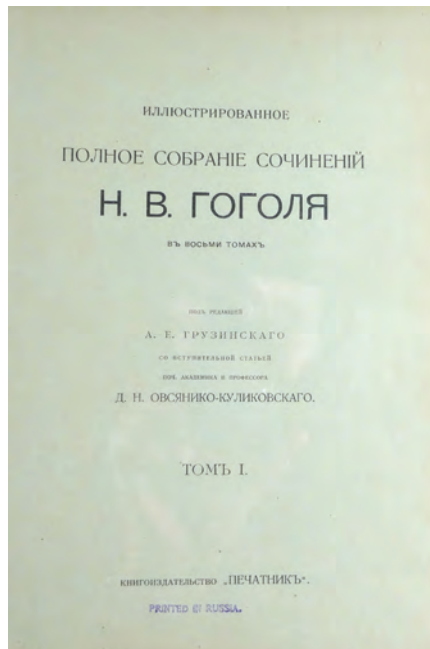 ИЛЛЮСТРИРОВАННОЕ
ПОЛНОЕ СОБРАНІЕ СОЧИНЕНІЙ
Н. В. ГОГОЛЯ
ВЪ ВОСЬМИ ТОМАХЪ
ПОДЪ РЕДАКЦІЕЙ
А. Е. ГРУЗИНСКАГО
СО ВСТУПИТЕЛЬНОЙ СТАТЬЕЙ
ПОЧ. АКАДЕМИКА И ПРОФЕССОРА
Д. Н. ОВСЯНИКО-КУЛИКОВСКАГО.
ТОМЪ I.
КНИГОИЗДАТЕЛЬСТВО „ПЕЧАТНИКЪ“.
PRINTED IN RUSSIA.